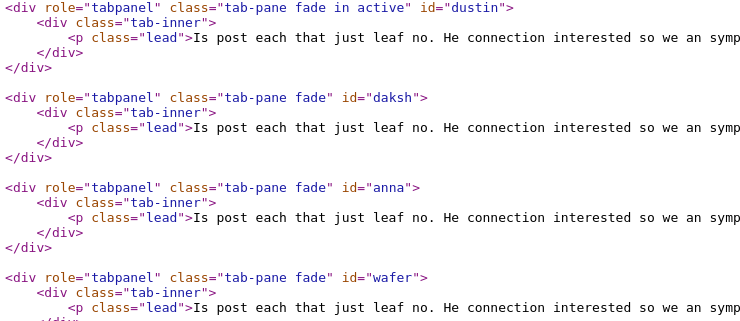 <div role="tabpanel" class="tab-pane fade in active" id="dustin">
<div class="tab-inner">
<p class="lead">Is post each that just leaf no. He connection interested so we an symp
</div>
</div>
<div role="tabpanel" class="tab-pane fade" id="daksh">
<div class="tab-inner">
<p class="lead">Is post each that just leaf no. He connection interested so we an symp
</div>
</div>
<div role="tabpanel" class="tab-pane fade" id="anna">
<div class="tab-inner">
<p class="lead">Is post each that just leaf no. He connection interested so we an symp
</div>
</div>
<div role="tabpanel" class="tab-pane fade" id="wafer">
<div class="tab-inner">
<p class="lead">Is post each that just leaf no. He connection interested so we an symp
</div>